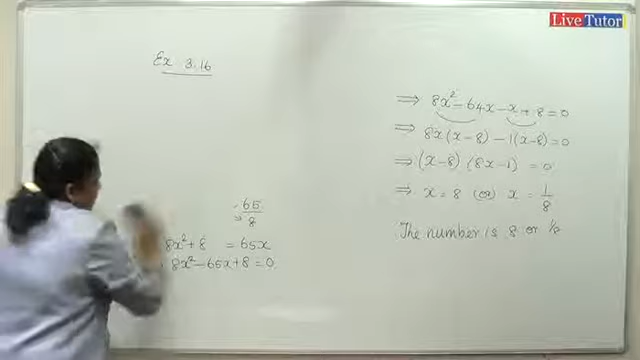 Live Tutor
Ex 3.16
65
8
8x² + 8 = 65x
8x² - 65x + 8 = 0
⇒ 8x² - 64x - x + 8 = 0
⇒ 8x(x-8) - 1(x-8) = 0
⇒ (x-8) (8x-1) = 0
⇒ x = 8 (or) x = 1/8
The number is 8 or 1/8